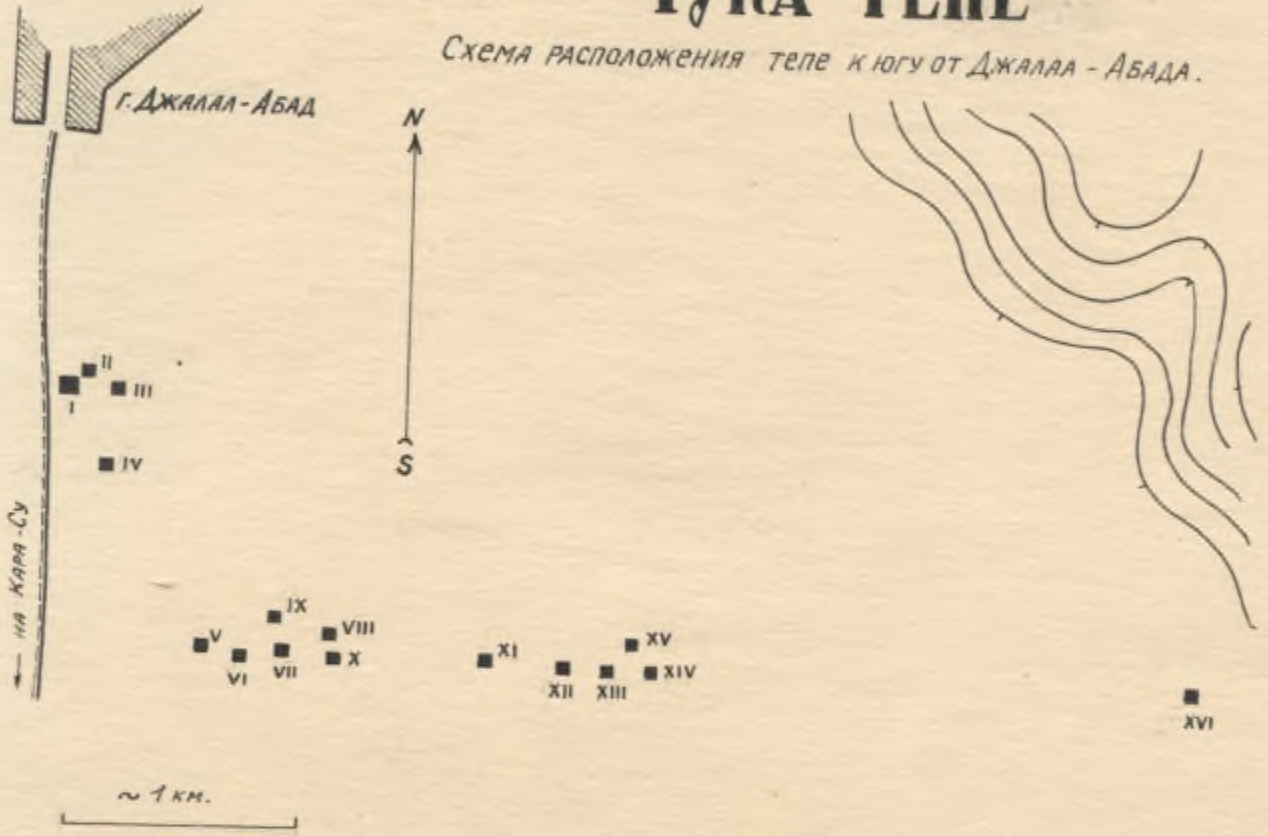 ТЕПЕ
Схема расположения тепе к югу от Джалал - Абада.
г. Джалал-Абад
N
S
← на Кара-Су
I
II
III
IV
V
VI
VII
IX
VIII
X
XI
XII
XIII
XV
XIV
XVI
~ 1 км.